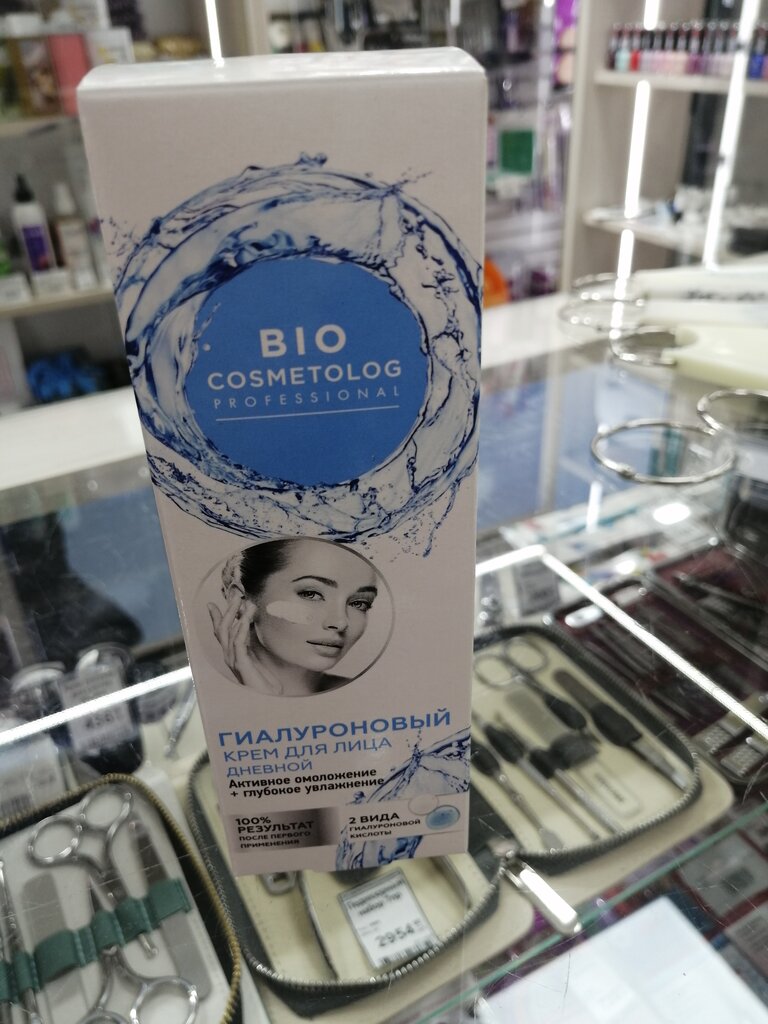 BIO
COSMETOLOG
PROFESSIONAL
ГИАЛУРОНОВЫЙ
КРЕМ ДЛЯ ЛИЦА
ДНЕВНОЙ
Активное омоложение
+ глубокое увлажнение
100%
РЕЗУЛЬТАТ
ПОСЛЕ ПЕРВОГО
ПРИМЕНЕНИЯ
2 ВИДА
ГИАЛУРОНОВОЙ
КИСЛОТЫ
2954